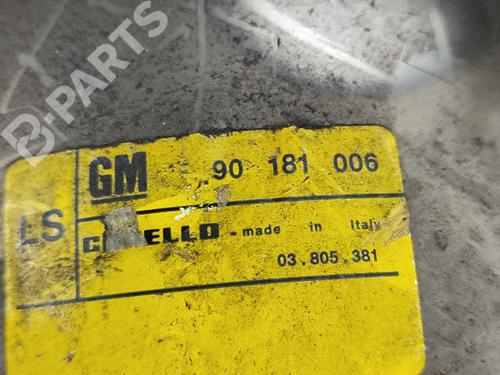 B-PARTS
GM 90 181 006
LS
ELLO - made in Italy
03.805.381